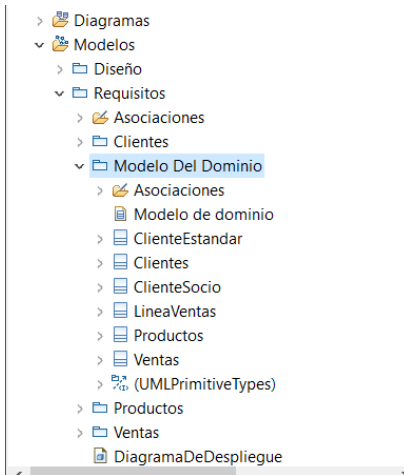 Diagramas
Modelos
Diseño
Requisitos
Asociaciones
Clientes
Modelo Del Dominio
Asociaciones
Modelo de dominio
ClienteEstandar
Clientes
ClienteSocio
LineaVentas
Productos
Ventas
(UMLPrimitiveTypes)
Productos
Ventas
DiagramaDeDespliegue